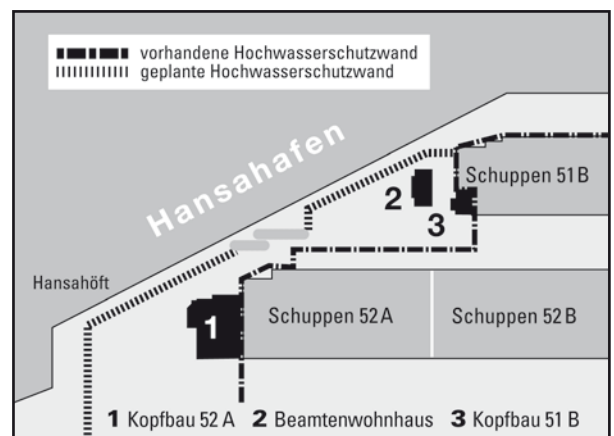 vorhandene Hochwasserschutzwand
geplante Hochwasserschutzwand
Hansahafen
Schuppen 51 B
2
3
Hansahöft
1
Schuppen 52 A
Schuppen 52 B
1 Kopfbau 52 A 2 Beamtenwohnhaus 3 Kopfbau 51 B